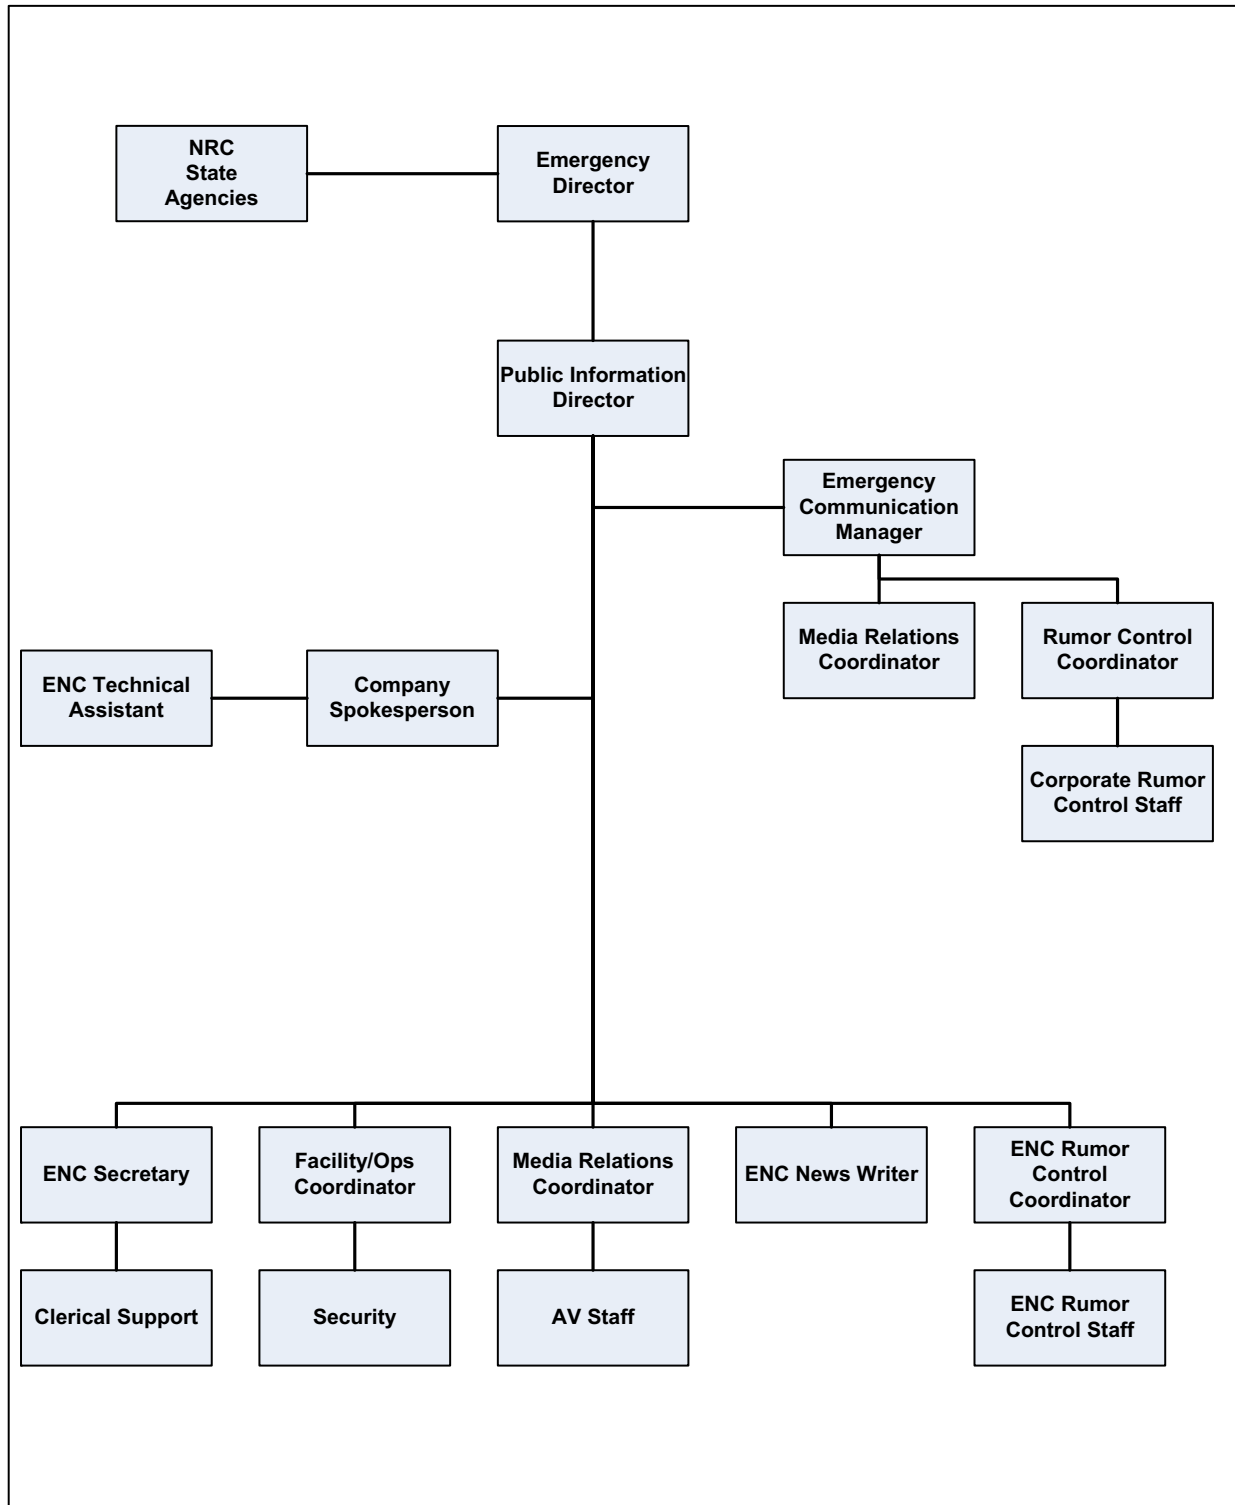 NRC
State
Agencies
Emergency
Director
Public Information
Director
Emergency
Communication
Manager
Media Relations
Coordinator
Rumor Control
Coordinator
ENC Technical
Assistant
Company
Spokesperson
Corporate Rumor
Control Staff
ENC Secretary
Facility/Ops
Coordinator
Media Relations
Coordinator
ENC News Writer
ENC Rumor
Control
Coordinator
Clerical Support
Security
AV Staff
ENC Rumor
Control Staff